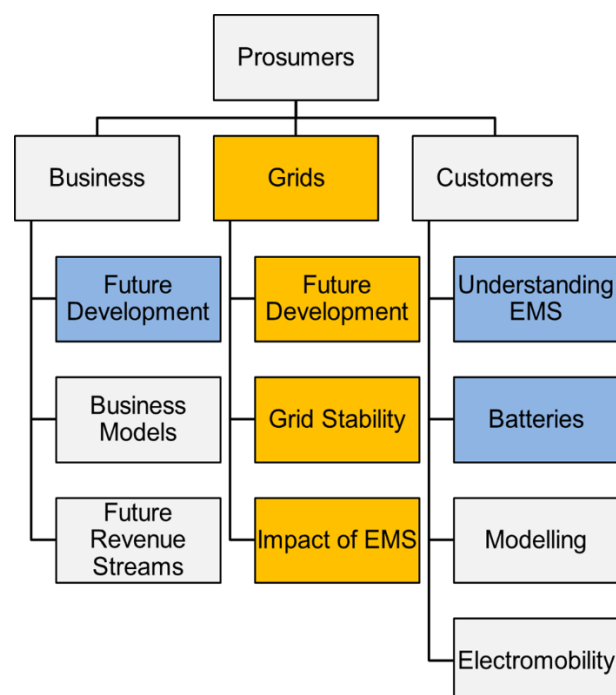 Prosumers
Business
Grids
Customers
Future
Development
Business
Models
Future
Revenue
Streams
Future
Development
Grid Stability
Impact of EMS
Understanding
EMS
Batteries
Modelling
Electromobility